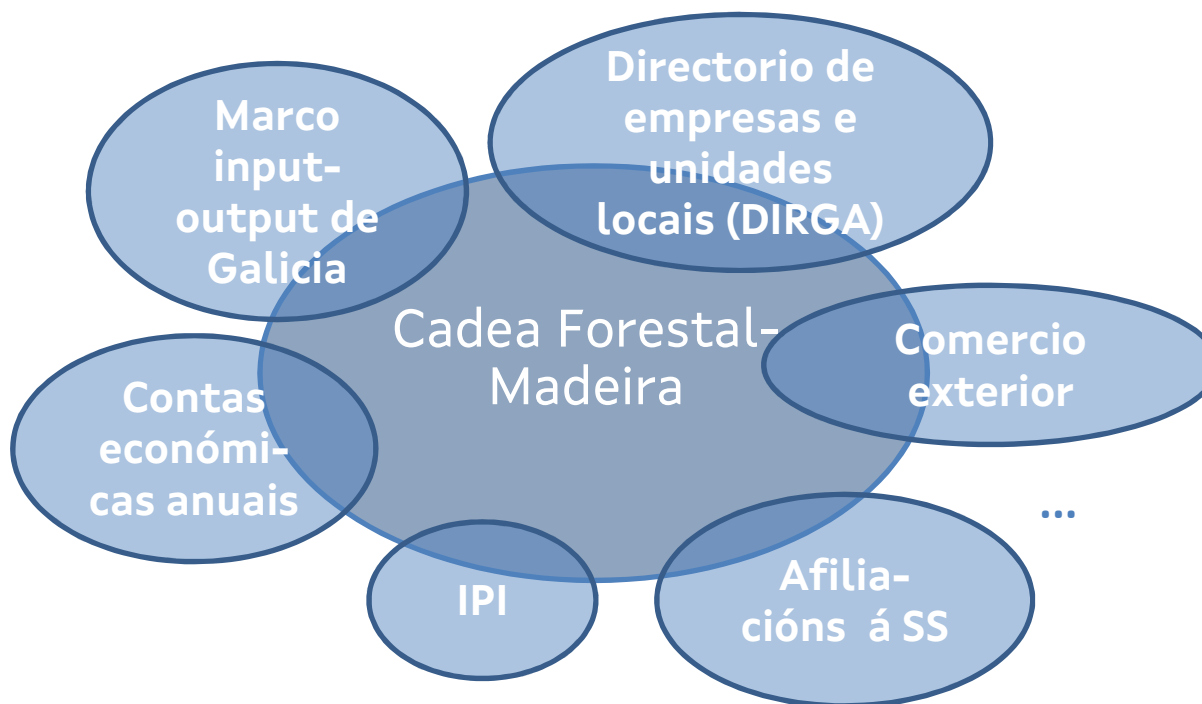 Directorio de
empresas e
unidades
locais (DIRGA)
Marco
input-
output de
Galicia
Cadea Forestal-
Madeira
Comercio
exterior
Contas
económi-
cas anuais
...
IPI
Afilia-
cións á SS